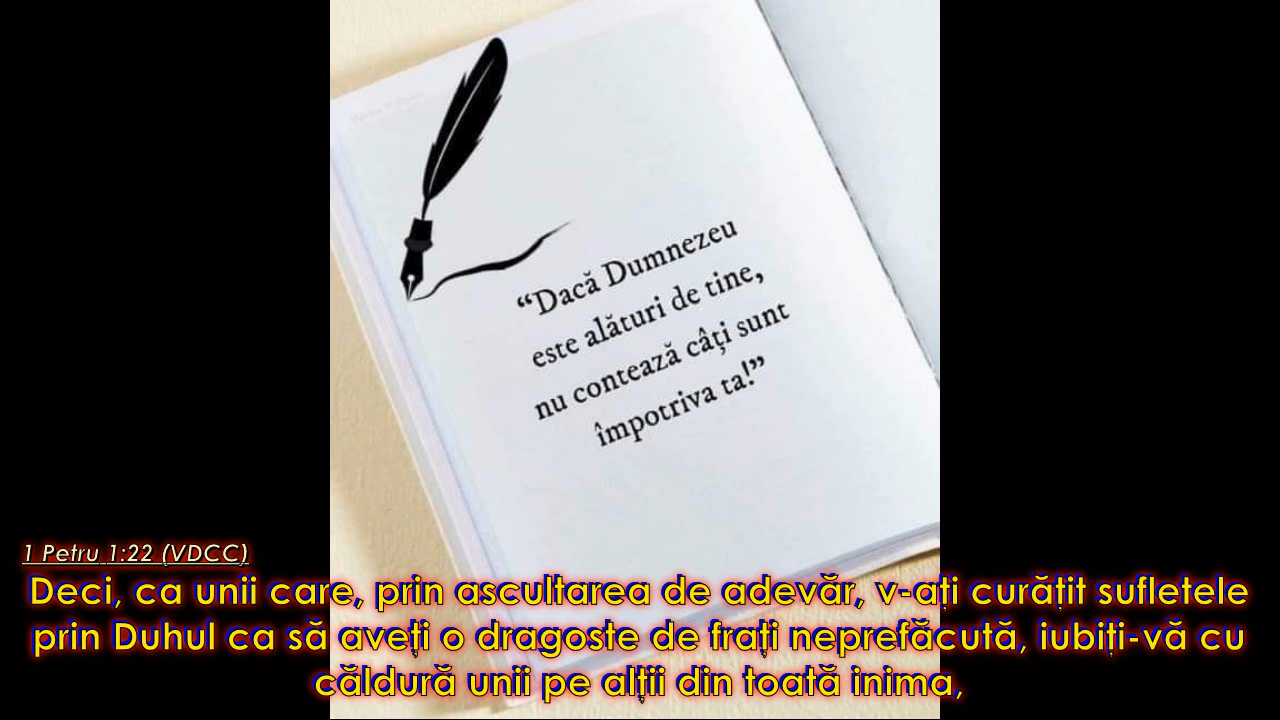 “Dacă Dumnezeu
este alături de tine,
nu contează câți sunt
împotriva ta!”
1 Petru 1:22 (VDCC)
Deci, ca unii care, prin ascultarea de adevăr, v-ați curățit sufletele
prin Duhul ca să aveți o dragoste de frați neprefăcută, iubiți-vă cu
căldură unii pe alții din toată inima,